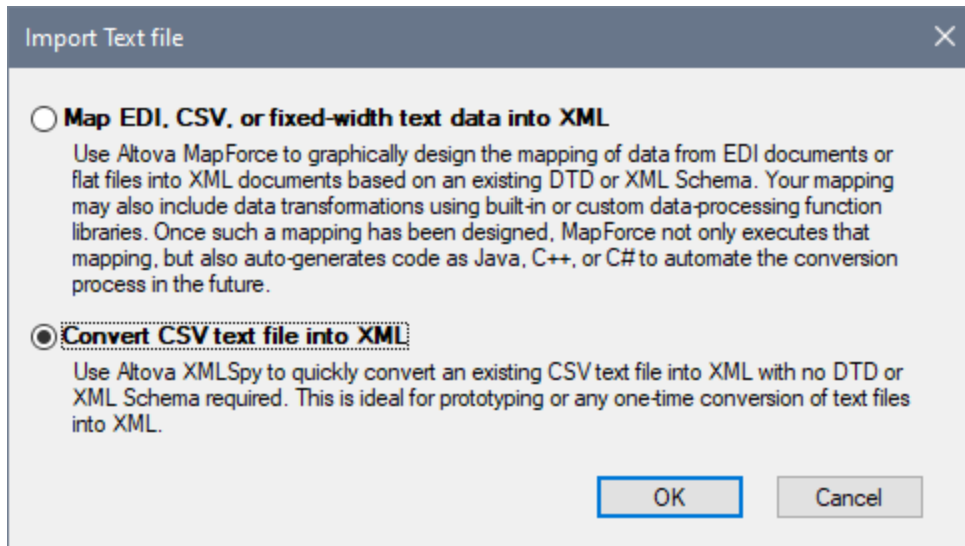 Import Text file
Map EDI, CSV, or fixed-width text data into XML
Use Altova MapForce to graphically design the mapping of data from EDI documents or
flat files into XML documents based on an existing DTD or XML Schema. Your mapping
may also include data transformations using built-in or custom data-processing function
libraries. Once such a mapping has been designed, MapForce not only executes that
mapping, but also auto-generates code as Java, C++, or C# to automate the conversion
process in the future.
Convert CSV text file into XML
Use Altova XMLSpy to quickly convert an existing CSV text file into XML with no DTD or
XML Schema required. This is ideal for prototyping or any one-time conversion of text files
into XML.
OK Cancel